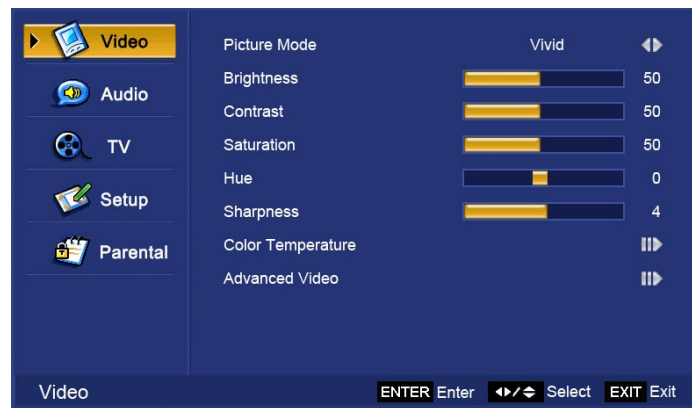 Video
Audio
TV
Setup
Parental
Picture Mode Vivid
Brightness 50
Contrast 50
Saturation 50
Hue 0
Sharpness 4
Color Temperature
Advanced Video
Video ENTER Enter Select EXIT Exit